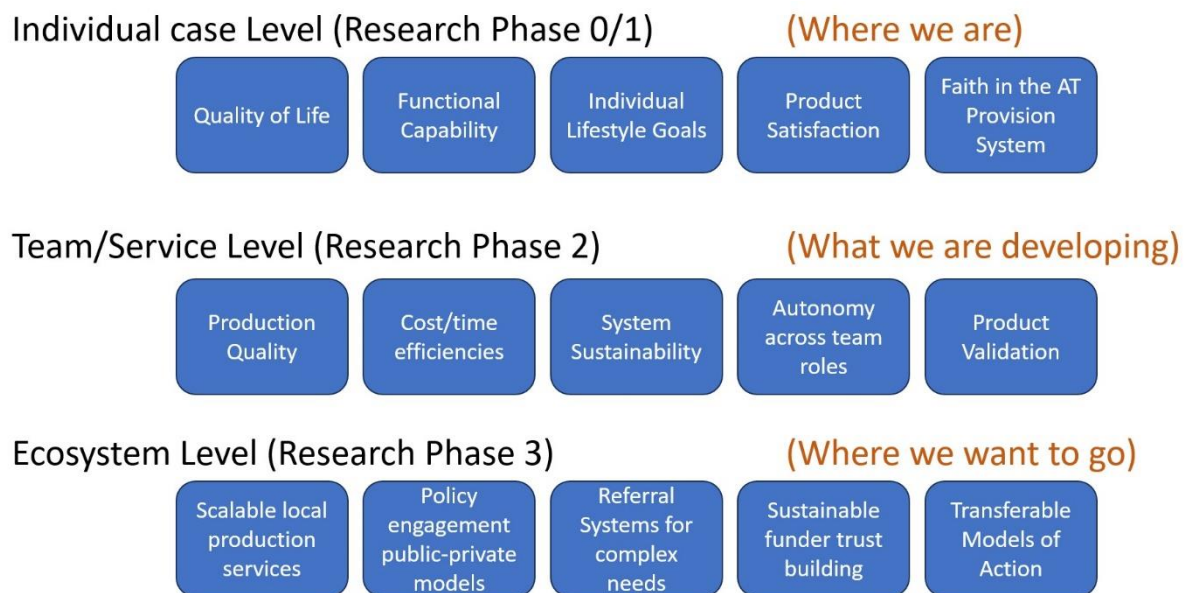 Individual case Level (Research Phase 0/1) (Where we are)
Quality of Life
Functional
Capability
Individual
Lifestyle Goals
Product
Satisfaction
Faith in the AT
Provision
System
Team/Service Level (Research Phase 2) (What we are developing)
Production
Quality
Cost/time
efficiencies
System
Sustainability
Autonomy
across team
roles
Product
Validation
Ecosystem Level (Research Phase 3) (Where we want to go)
Scalable local
production
services
Policy
engagement
public-private
models
Referral
Systems for
complex
needs
Sustainable
funder trust
building
Transferable
Models of
Action